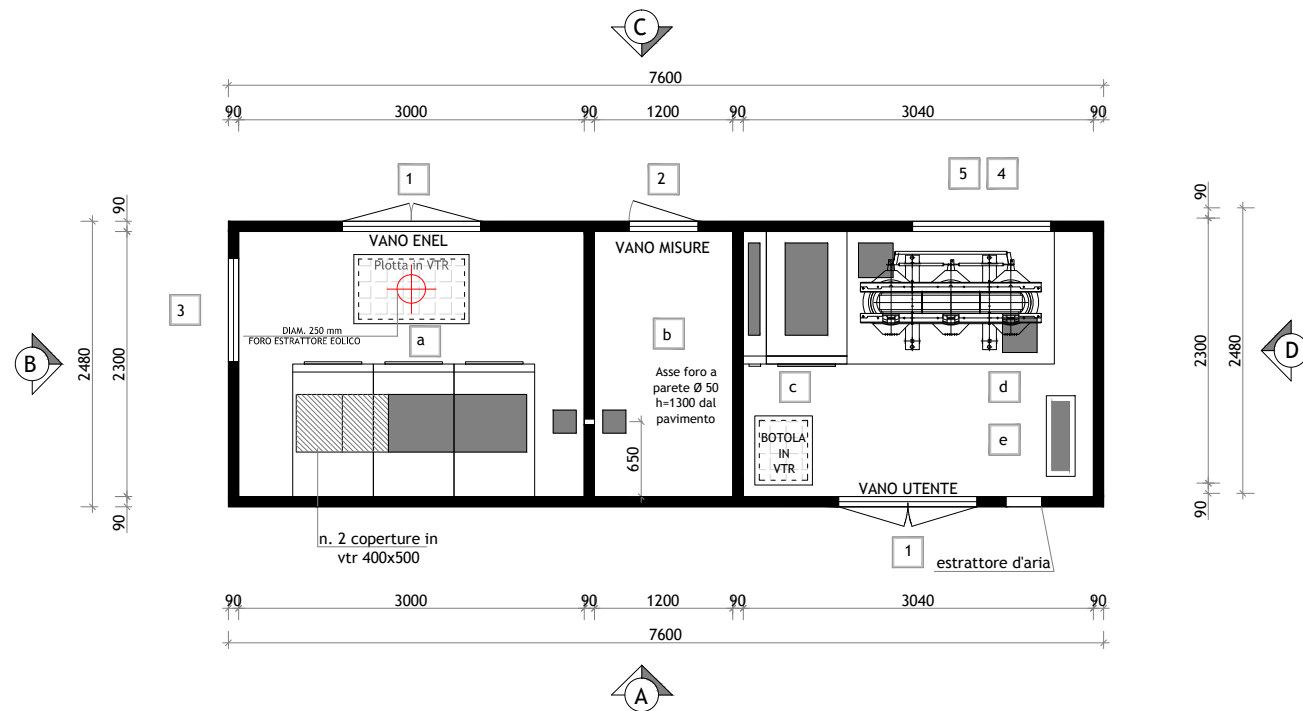 C
7600
90 3000 90 1200 90 3040 90
1 2 5 4
90 90
VANO ENEL VANO MISURE
Plotta in VTR
3
DIAM. 250 mm
FORO ESTRATTORE EOLICO
a b
B 2480 2300 2300 2480 D
Asse foro a
parete Ø 50
h=1300 dal
pavimento
c d
e
BOTOLA
IN
VTR
650
VANO UTENTE
90 90
n. 2 coperture in
vtr 400x500
1
estrattore d'aria
90 3000 90 1200 90 3040 90
7600
A